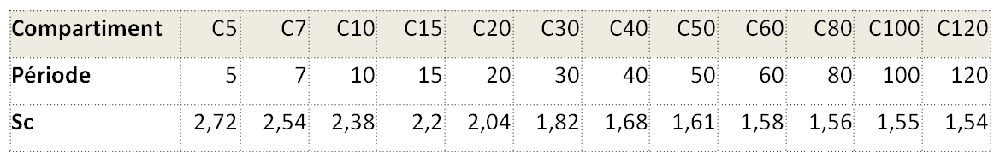 Compartiment C5 C7 C10 C15 C20 C30 C40 C50 C60 C80 C100 C120
Période 5 7 10 15 20 30 40 50 60 80 100 120
Sc 2,72 2,54 2,38 2,2 2,04 1,82 1,68 1,61 1,58 1,56 1,55 1,54